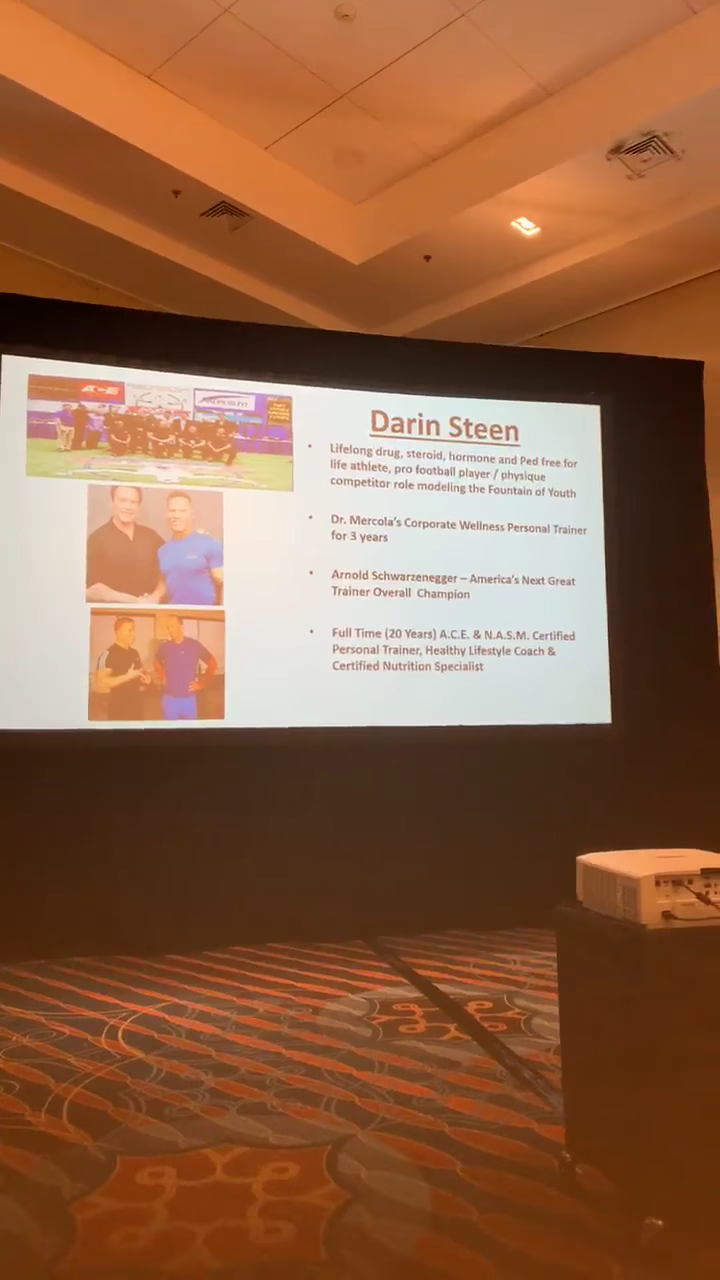 Darin Steen
• Lifelong drug, steroid, hormone and Ped free for
life athlete, pro football player / physique
competitor role modeling the Fountain of Youth
• Dr. Mercola's Corporate Wellness Personal Trainer
for 3 years
• Arnold Schwarzenegger – America's Next Great
Trainer Overall Champion
• Full Time (20 Years) A.C.E. & N.A.S.M. Certified
Personal Trainer, Healthy Lifestyle Coach &
Certified Nutrition Specialist